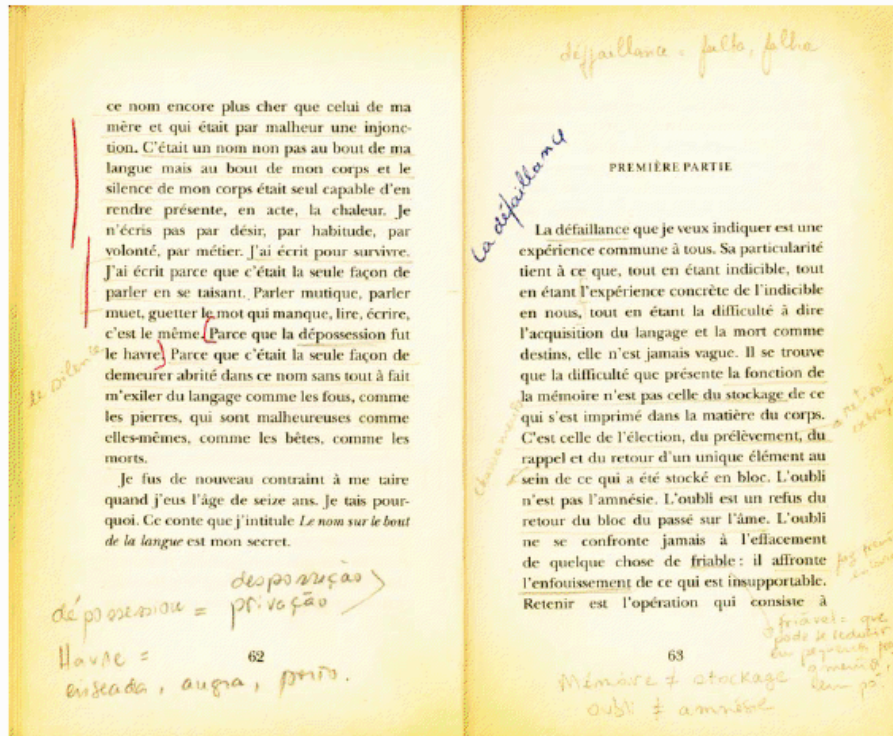 ce nom encore plus cher que celui de ma
mère et qui était par malheur une injonc-
tion. C'était un nom non pas au bout de ma
langue mais au bout de mon corps et le
silence de mon corps était seul capable d'en
rendre présente, en acte, la chaleur. Je
n'écris pas par désir, par habitude, par
volonté, par métier. J'ai écrit pour survivre.
J'ai écrit parce que c'était la seule façon de
parler en se taisant. Parler mutique, parler
muet, guetter le mot qui manque, lire, écrire,
c'est le même. Parce que la dépossession fut
le havre. Parce que c'était la seule façon de
demeurer abrité dans ce nom sans tout à fait
m'exiler du langage comme les fous, comme
les pierres, qui sont malheureuses comme
elles-mêmes, comme les bêtes, comme les
morts.
Je fus de nouveau contraint à me taire
quand j'eus l'âge de seize ans. Je tais pour-
quoi. Ce conte que j'intitule Le nom sur le bout
de la langue est mon secret.
le silence
dépossession = privação
Havre =
enseada, angra, porto.
62
déffaillance = falta, falha
La défaillance
PREMIÈRE PARTIE
La défaillance que je veux indiquer est une
expérience commune à tous. Sa particularité
tient à ce que, tout en étant indicible, tout
en étant l'expérience concrète de l'indicible
en nous, tout en étant la difficulté à dire
l'acquisition du langage et la mort comme
destins, elle n'est jamais vague. Il se trouve
que la difficulté que présente la fonction de
la mémoire n'est pas celle du stockage de ce
qui s'est imprimé dans la matière du corps.
C'est celle de l'élection, du prélèvement, du
rappel et du retour d'un unique élément au
sein de ce qui a été stocké en bloc. L'oubli
n'est pas l'amnésie. L'oubli est un refus du
retour du bloc du passé sur l'âme. L'oubli
ne se confronte jamais à l'effacement
de quelque chose de friable : il affronte
l'enfouissement de ce qui est insupportable.
Retenir est l'opération qui consiste à
friável = que
pode se reduzir
63
Mémoire ≠ stockage
oubli ≠ amnésie